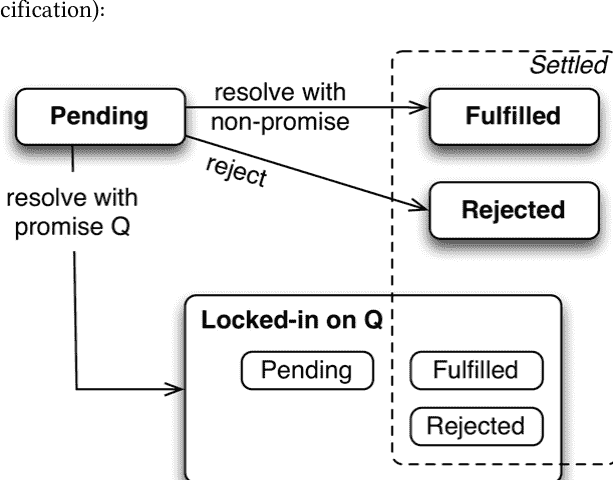 cification):
Settled
Pending
resolve with
non-promise
Fulfilled
reject
Rejected
resolve with
promise Q
Locked-in on Q
Pending
Fulfilled
Rejected